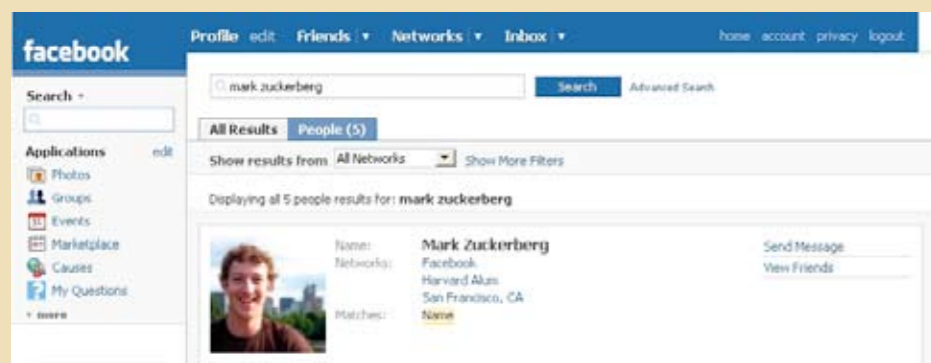 facebook
Profile edit Friends ▾ Networks ▾ Inbox ▾
home account privacy logout
Search ▾
Applications edit
Photos
Groups
31 Events
Marketplace
Causes
? My Questions
▾ more
mark zuckerberg
Search Advanced Search
All Results People (5)
Show results from All Networks Show More Filters
Displaying all 5 people results for: mark zuckerberg
Name: Mark Zuckerberg
Networks: Facebook
Harvard Alum
San Francisco, CA
Matches: Name
Send Message
View Friends